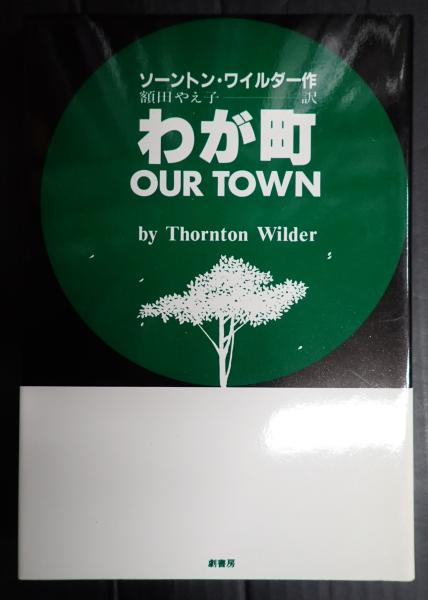 ソーントン・ワイルダー作
額田やえ子——訳
わが町
OUR TOWN
by Thornton Wilder
劇書房